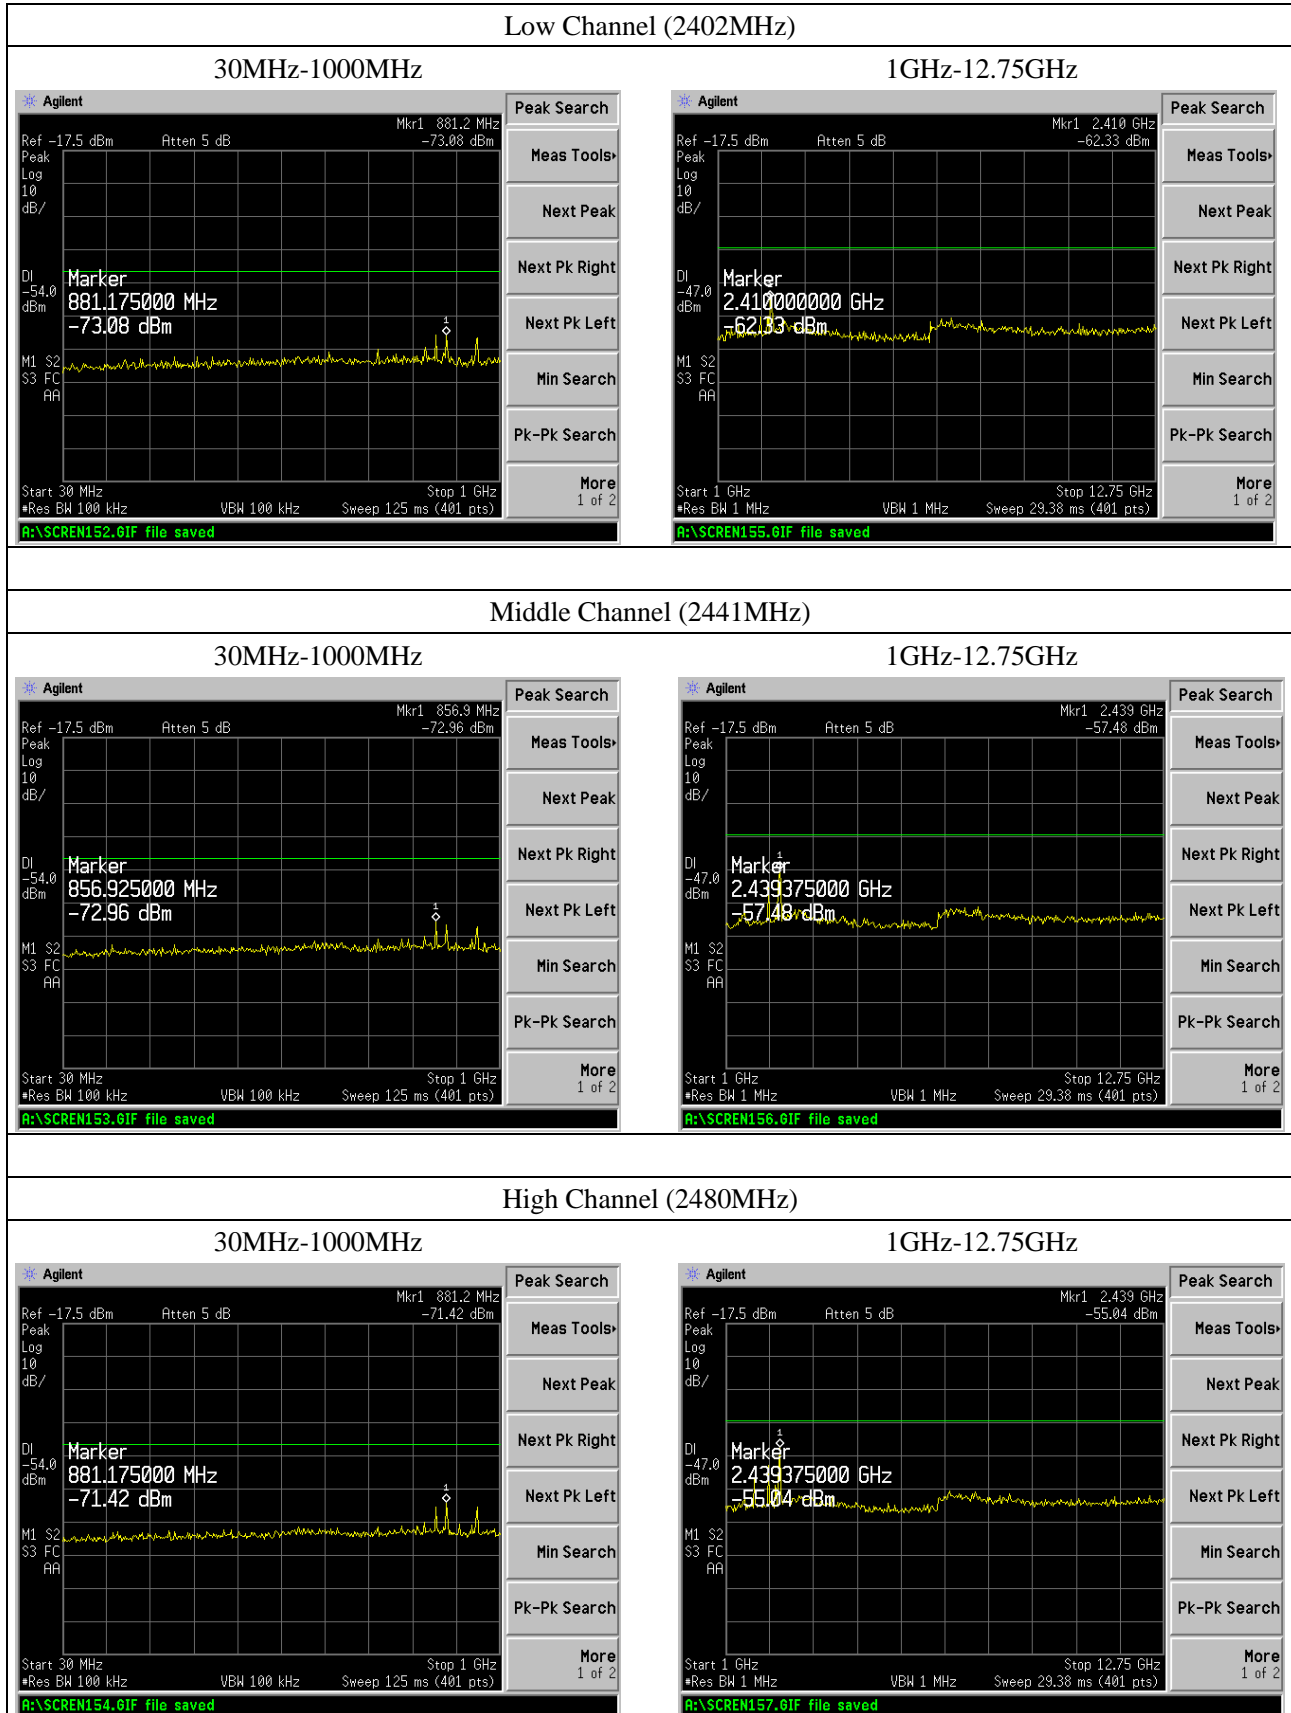 Low Channel (2402MHz)
30MHz-1000MHz
Agilent
Peak Search
Mkr1 881.2 MHz
Ref -17.5 dBm Atten 5 dB -73.08 dBm
Peak
Log
10
dB/
DI
-54.0
dBm
Marker
881.175000 MHz
-73.08 dBm
1
M1 S2
S3 FC
AA
Start 30 MHz Stop 1 GHz
#Res BW 100 kHz VBW 100 kHz Sweep 125 ms (401 pts)
A:\SCREN152.GIF file saved
Meas Tools
Next Peak
Next Pk Right
Next Pk Left
Min Search
Pk-Pk Search
More
1 of 2
1GHz-12.75GHz
Agilent
Peak Search
Mkr1 2.410 GHz
Ref -17.5 dBm Atten 5 dB -62.33 dBm
Peak
Log
10
dB/
DI
-47.0
dBm
Marker
2.410000000 GHz
-62.33 dBm
M1 S2
S3 FC
AA
Start 1 GHz Stop 12.75 GHz
#Res BW 1 MHz VBW 1 MHz Sweep 29.38 ms (401 pts)
A:\SCREN155.GIF file saved
Meas Tools
Next Peak
Next Pk Right
Next Pk Left
Min Search
Pk-Pk Search
More
1 of 2
Middle Channel (2441MHz)
30MHz-1000MHz
Agilent
Peak Search
Mkr1 856.9 MHz
Ref -17.5 dBm Atten 5 dB -72.96 dBm
Peak
Log
10
dB/
DI
-54.0
dBm
Marker
856.925000 MHz
-72.96 dBm
1
M1 S2
S3 FC
AA
Start 30 MHz Stop 1 GHz
#Res BW 100 kHz VBW 100 kHz Sweep 125 ms (401 pts)
A:\SCREN153.GIF file saved
Meas Tools
Next Peak
Next Pk Right
Next Pk Left
Min Search
Pk-Pk Search
More
1 of 2
1GHz-12.75GHz
Agilent
Peak Search
Mkr1 2.439 GHz
Ref -17.5 dBm Atten 5 dB -57.48 dBm
Peak
Log
10
dB/
DI
-47.0
dBm
1
Marker
2.439375000 GHz
-57.48 dBm
M1 S2
S3 FC
AA
Start 1 GHz Stop 12.75 GHz
#Res BW 1 MHz VBW 1 MHz Sweep 29.38 ms (401 pts)
A:\SCREN156.GIF file saved
Meas Tools
Next Peak
Next Pk Right
Next Pk Left
Min Search
Pk-Pk Search
More
1 of 2
High Channel (2480MHz)
30MHz-1000MHz
Agilent
Peak Search
Mkr1 881.2 MHz
Ref -17.5 dBm Atten 5 dB -71.42 dBm
Peak
Log
10
dB/
DI
-54.0
dBm
Marker
881.175000 MHz
-71.42 dBm
1
M1 S2
S3 FC
AA
Start 30 MHz Stop 1 GHz
#Res BW 100 kHz VBW 100 kHz Sweep 125 ms (401 pts)
A:\SCREN154.GIF file saved
Meas Tools
Next Peak
Next Pk Right
Next Pk Left
Min Search
Pk-Pk Search
More
1 of 2
1GHz-12.75GHz
Agilent
Peak Search
Mkr1 2.439 GHz
Ref -17.5 dBm Atten 5 dB -55.04 dBm
Peak
Log
10
dB/
DI
-47.0
dBm
1
Marker
2.439375000 GHz
-55.04 dBm
M1 S2
S3 FC
AA
Start 1 GHz Stop 12.75 GHz
#Res BW 1 MHz VBW 1 MHz Sweep 29.38 ms (401 pts)
A:\SCREN157.GIF file saved
Meas Tools
Next Peak
Next Pk Right
Next Pk Left
Min Search
Pk-Pk Search
More
1 of 2